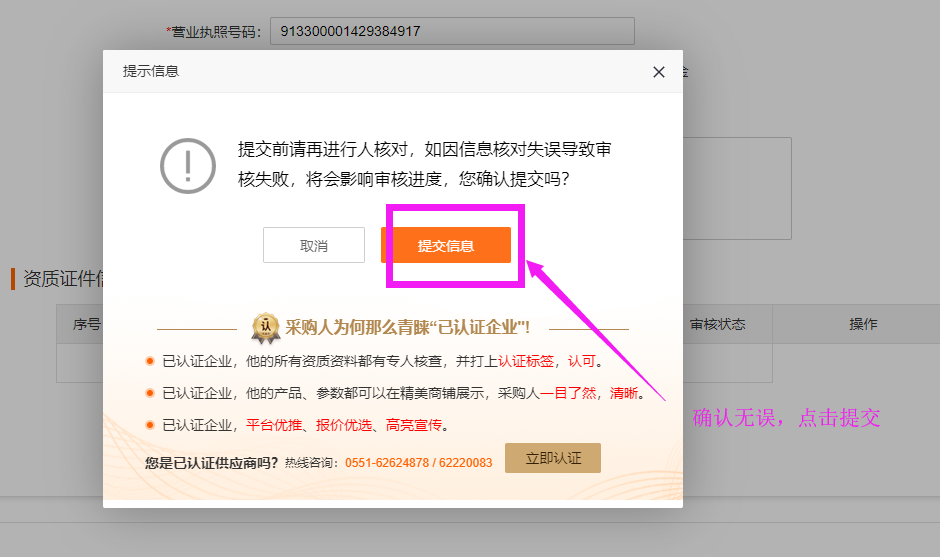 *营业执照号码： 913300001429384917
提示信息
金
提交前请再进行人核对，如因信息核对失误导致审
核失败，将会影响审核进度，您确认提交吗？
取消 提交信息
资质证件信
序号 审核状态 操作
认
采购人为何那么青睐“已认证企业”！
已认证企业，他的所有资质资料都有专人核查，并打上认证标签，认可。
已认证企业，他的产品、参数都可以在精美商铺展示，采购人一目了然，清晰。
确认无误，点击提交
已认证企业，平台优推、报价优选、高亮宣传。
您是已认证供应商吗？ 热线咨询： 0551-62624878 / 62220083 立即认证